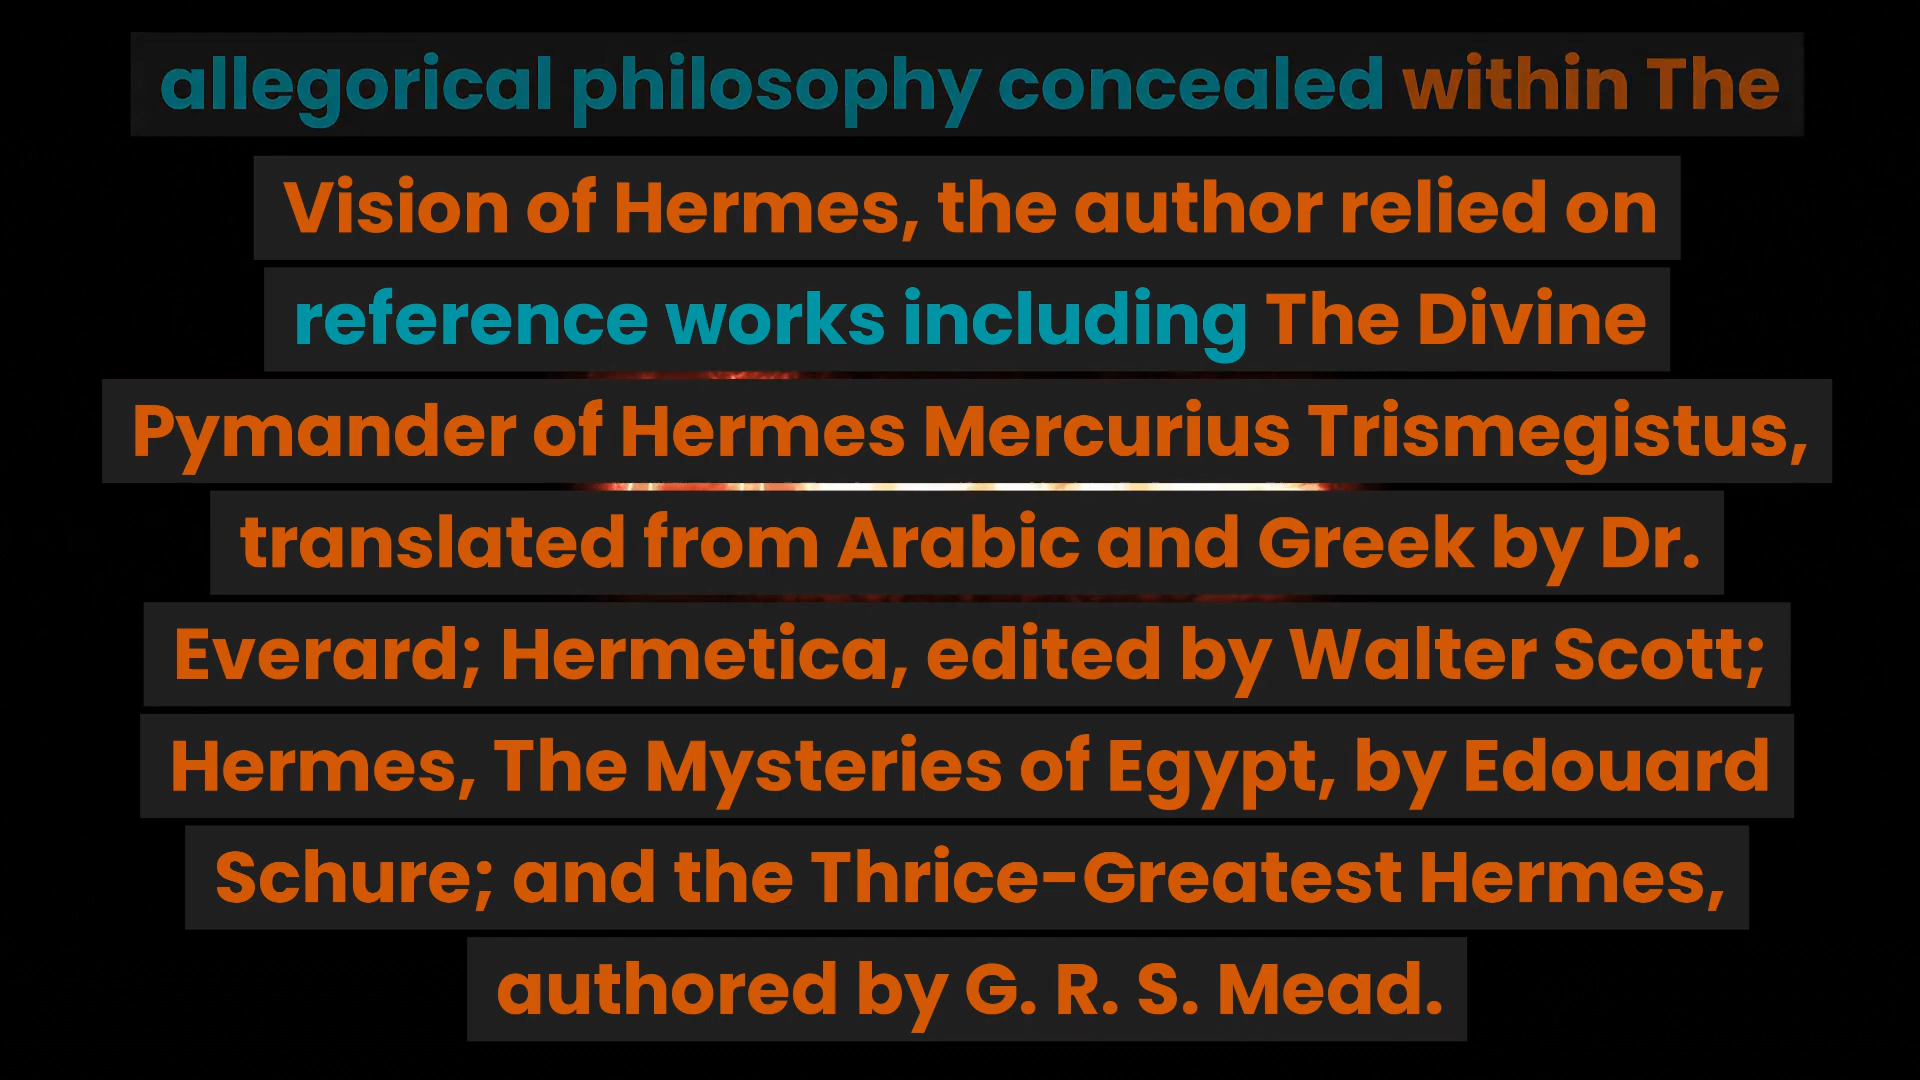 allegorical philosophy concealed within The
Vision of Hermes, the author relied on
reference works including The Divine
Pymander of Hermes Mercurius Trismegistus,
translated from Arabic and Greek by Dr.
Everard; Hermetica, edited by Walter Scott;
Hermes, The Mysteries of Egypt, by Edouard
Schure; and the Thrice-Greatest Hermes,
authored by G. R. S. Mead.